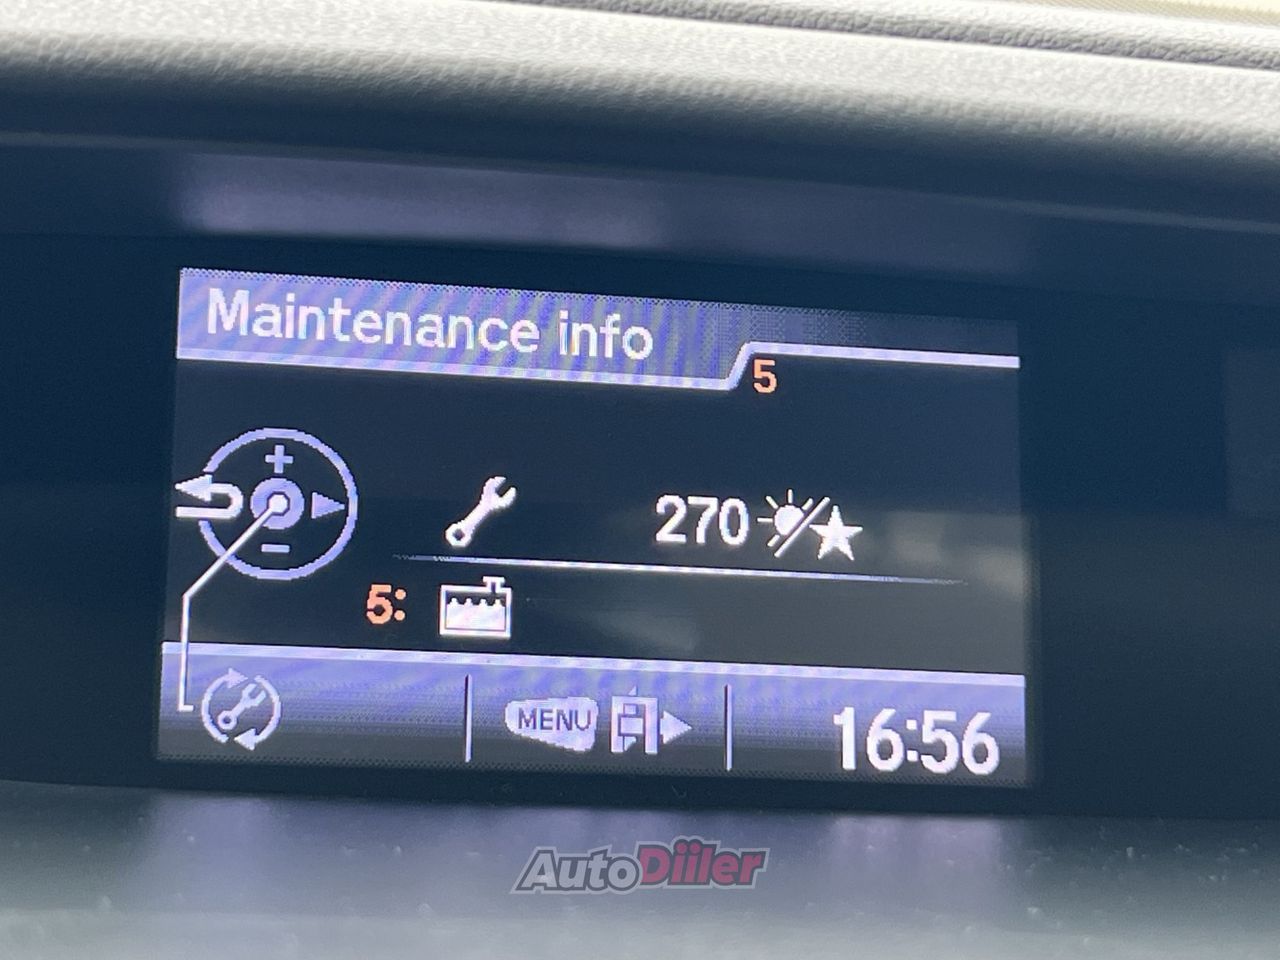 Maintenance info
5
270
5:
MENU
16:56
AutoDiiler